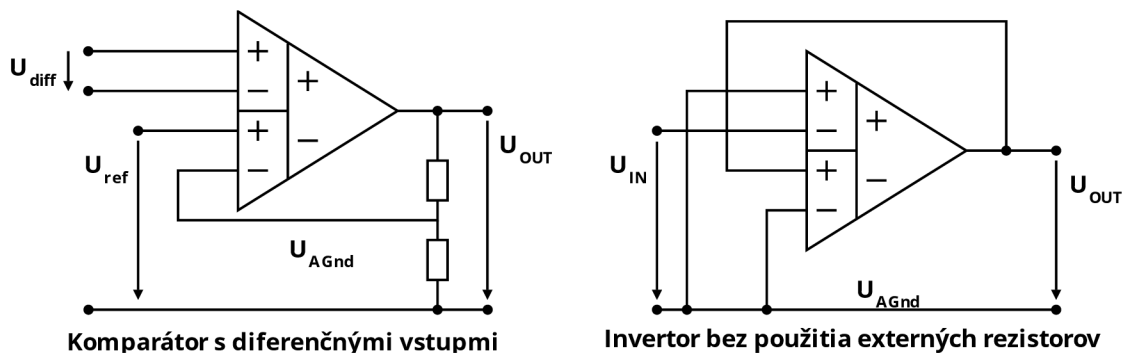 U diff
U ref
U OUT
U AGnd
Komparátor s diferenčnými vstupmi
U IN
U OUT
U AGnd
Invertor bez použitia externých rezistorov